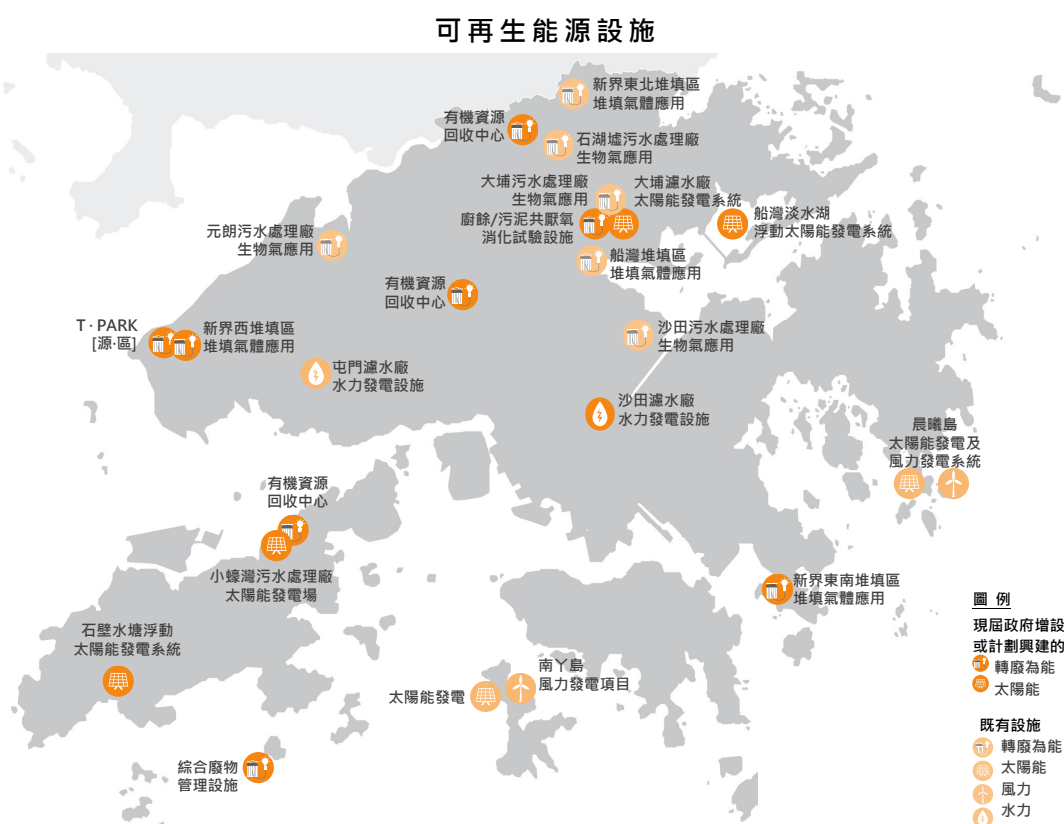 可再生能源設施
新界東北堆填區
堆填氣體應用
有機資源
回收中心
石湖墟污水處理廠
生物氣應用
大埔污水處理廠
生物氣應用
大埔濾水廠
太陽能發電系統
廚餘/污泥共厭氧
消化試驗設施
船灣淡水湖
浮動太陽能發電系統
元朗污水處理廠
生物氣應用
船灣堆填區
堆填氣體應用
有機資源
回收中心
T · PARK
[源·區]
新界西堆填區
堆填氣體應用
沙田污水處理廠
生物氣應用
屯門濾水廠
水力發電設施
沙田濾水廠
水力發電設施
晨曦島
太陽能發電及
風力發電系統
有機資源
回收中心
小蠔灣污水處理廠
太陽能發電場
新界東南堆填區
堆填氣體應用
石壁水塘浮動
太陽能發電系統
南丫島
風力發電項目
太陽能發電
綜合廢物
管理設施
圖例
現屆政府增設
或計劃興建的
轉廢為能
太陽能
既有設施
轉廢為能
太陽能
風力
水力